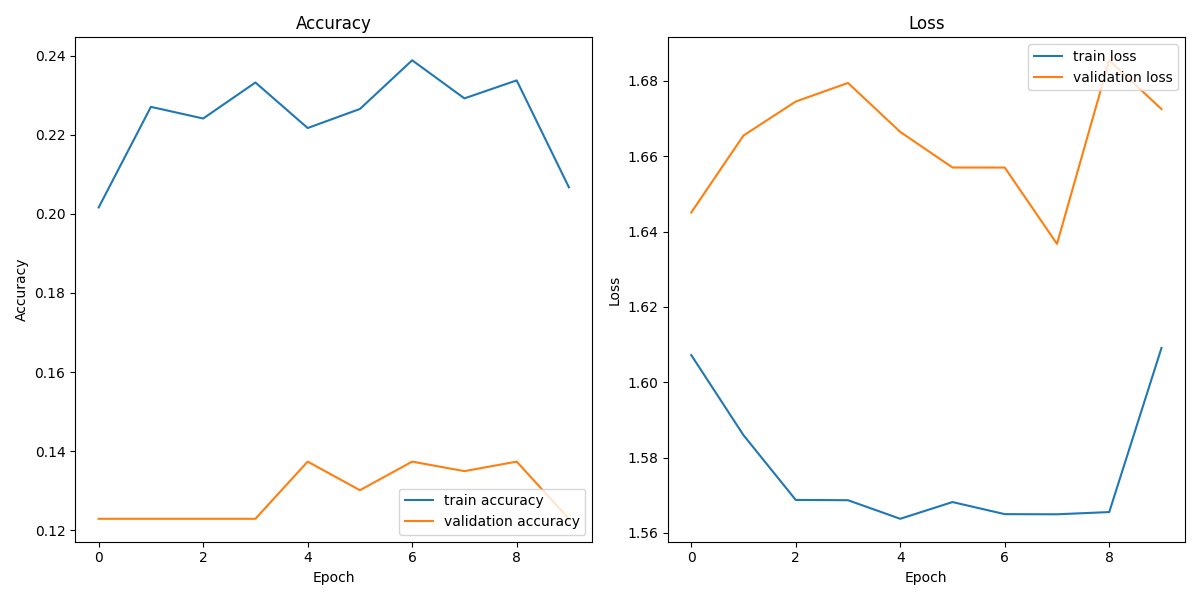 Accuracy
0.24
0.22
0.20
0.18
0.16
0.14
0.12
Accuracy
train accuracy
validation accuracy
0 2 4 6 8
Epoch
Loss
train loss
validation loss
1.68
1.66
1.64
1.62
1.60
1.58
1.56
Loss
0 2 4 6 8
Epoch